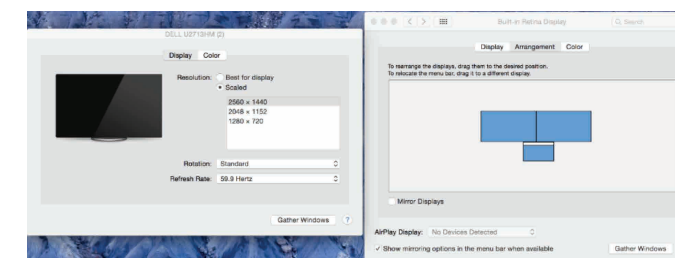 DELL U2713HM (2)
Display Color
Resolution: Best for display
Scaled
2560 × 1440
2048 × 1152
1280 × 720
Rotation: Standard
Refresh Rate: 59.9 Hertz
Gather Windows ?
Built-in Retina Display
Search
Display Arrangement Color
To rearrange the displays, drag them to the desired position.
To relocate the menu bar, drag it to a different display.
Mirror Displays
AirPlay Display: No Devices Detected
Show mirroring options in the menu bar when available
Gather Windows